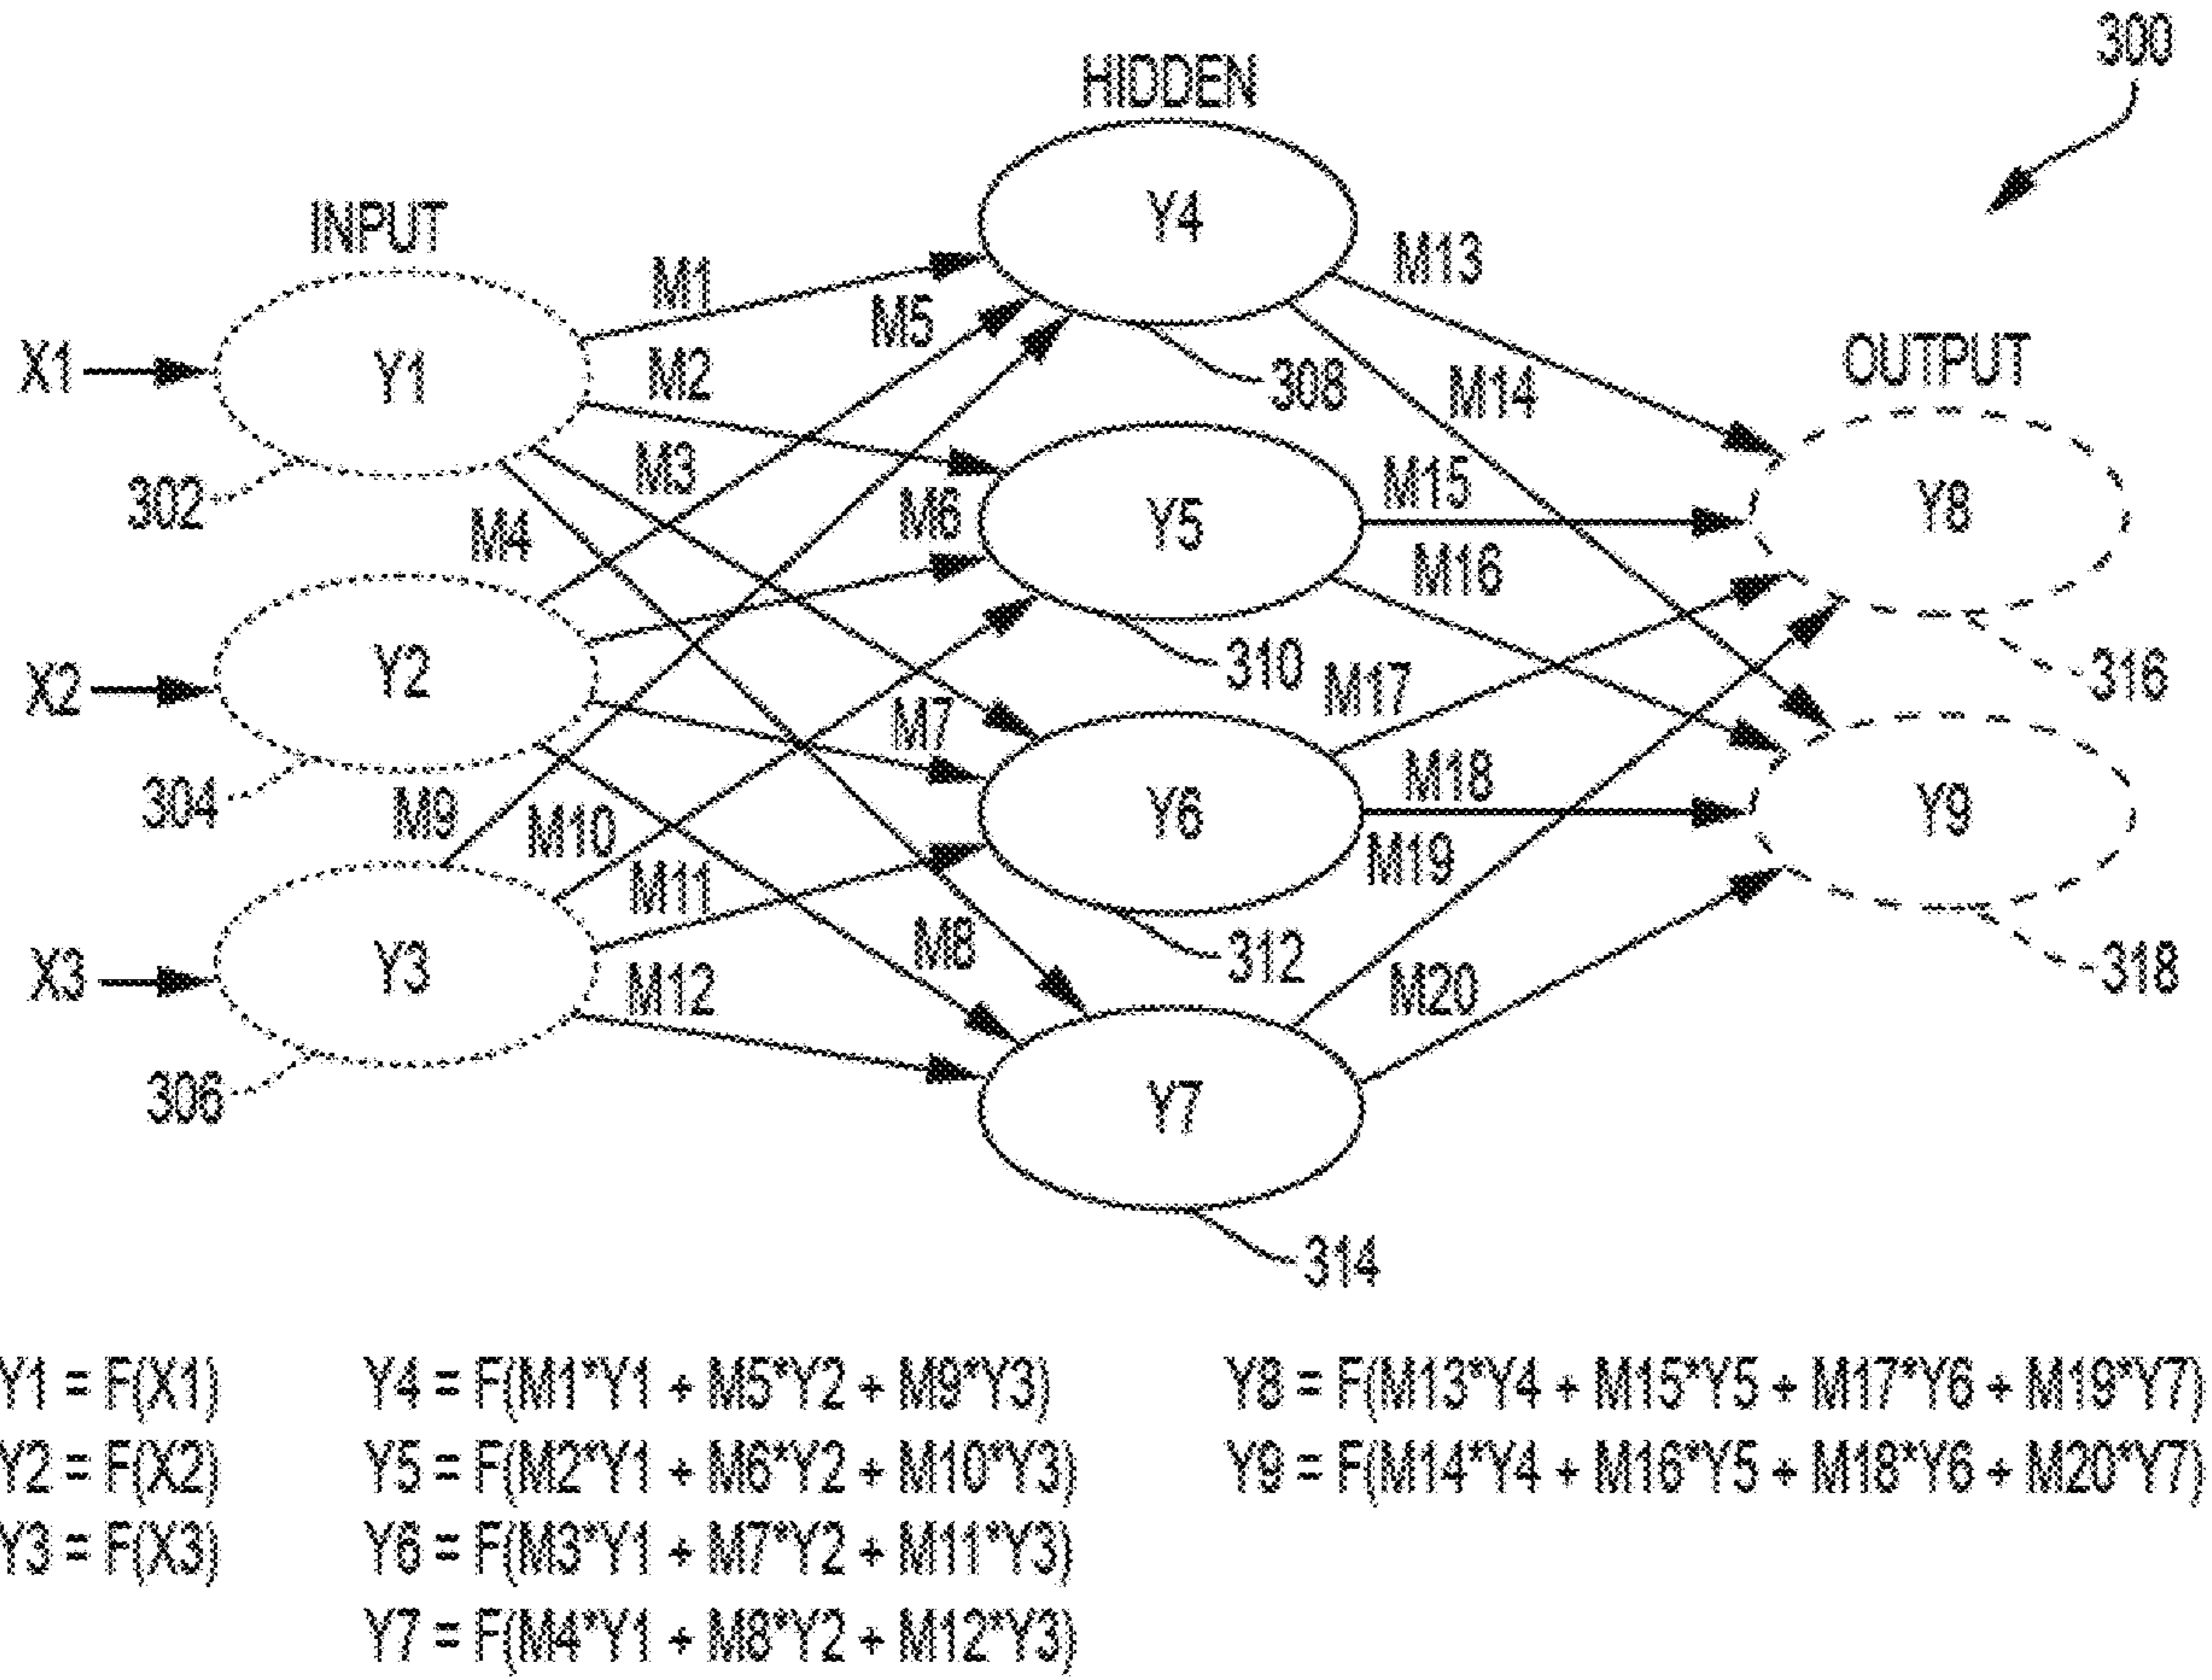 300
HIDDEN
Y4
INPUT
M1
M13
M5
X1
Y1
M2
308
M14
OUTPUT
M3
M15
302
M4
M6
Y5
Y8
M16
X2
Y2
310
M17
316
M7
304
M9
M10
Y6
M18
Y9
M19
M11
X3
Y3
M8
312
318
M12
M20
306
Y7
314
Y1 = F(X1)
Y2 = F(X2)
Y3 = F(X3)
Y4 = F(M1*Y1 + M5*Y2 + M9*Y3)
Y5 = F(M2*Y1 + M6*Y2 + M10*Y3)
Y6 = F(M3*Y1 + M7*Y2 + M11*Y3)
Y7 = F(M4*Y1 + M8*Y2 + M12*Y3)
Y8 = F(M13*Y4 + M15*Y5 + M17*Y6 + M19*Y7)
Y9 = F(M14*Y4 + M16*Y5 + M18*Y6 + M20*Y7)